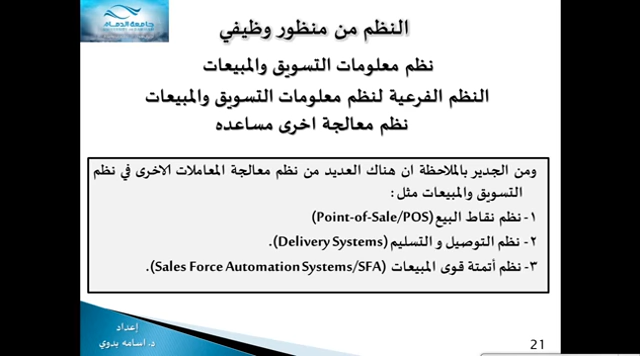 جامعة الدمام
النظم من منظور وظيفي
نظم معلومات التسويق والمبيعات
النظم الفرعية لنظم معلومات التسويق والمبيعات
نظم معالجة اخرى مساعده
ومن الجدير بالملاحظة ان هناك العديد من نظم معالجة المعاملات الاخرى في نظم
التسويق والمبيعات مثل :
١- نظم نقاط البيع (Point-of-Sale/POS)
٢- نظم التوصيل و التسليم (Delivery Systems).
٣- نظم أتمتة قوى المبيعات (Sales Force Automation Systems/SFA).
إعداد
د. اسامه بدوي
21